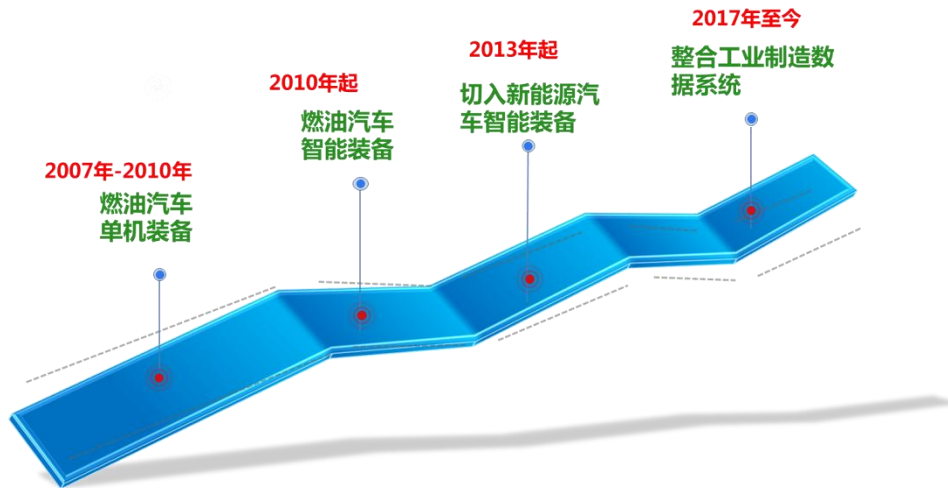 2007年-2010年
燃油汽车
单机装备
2010年起
燃油汽车
智能装备
2013年起
切入新能源汽
车智能装备
2017年至今
整合工业制造数
据系统